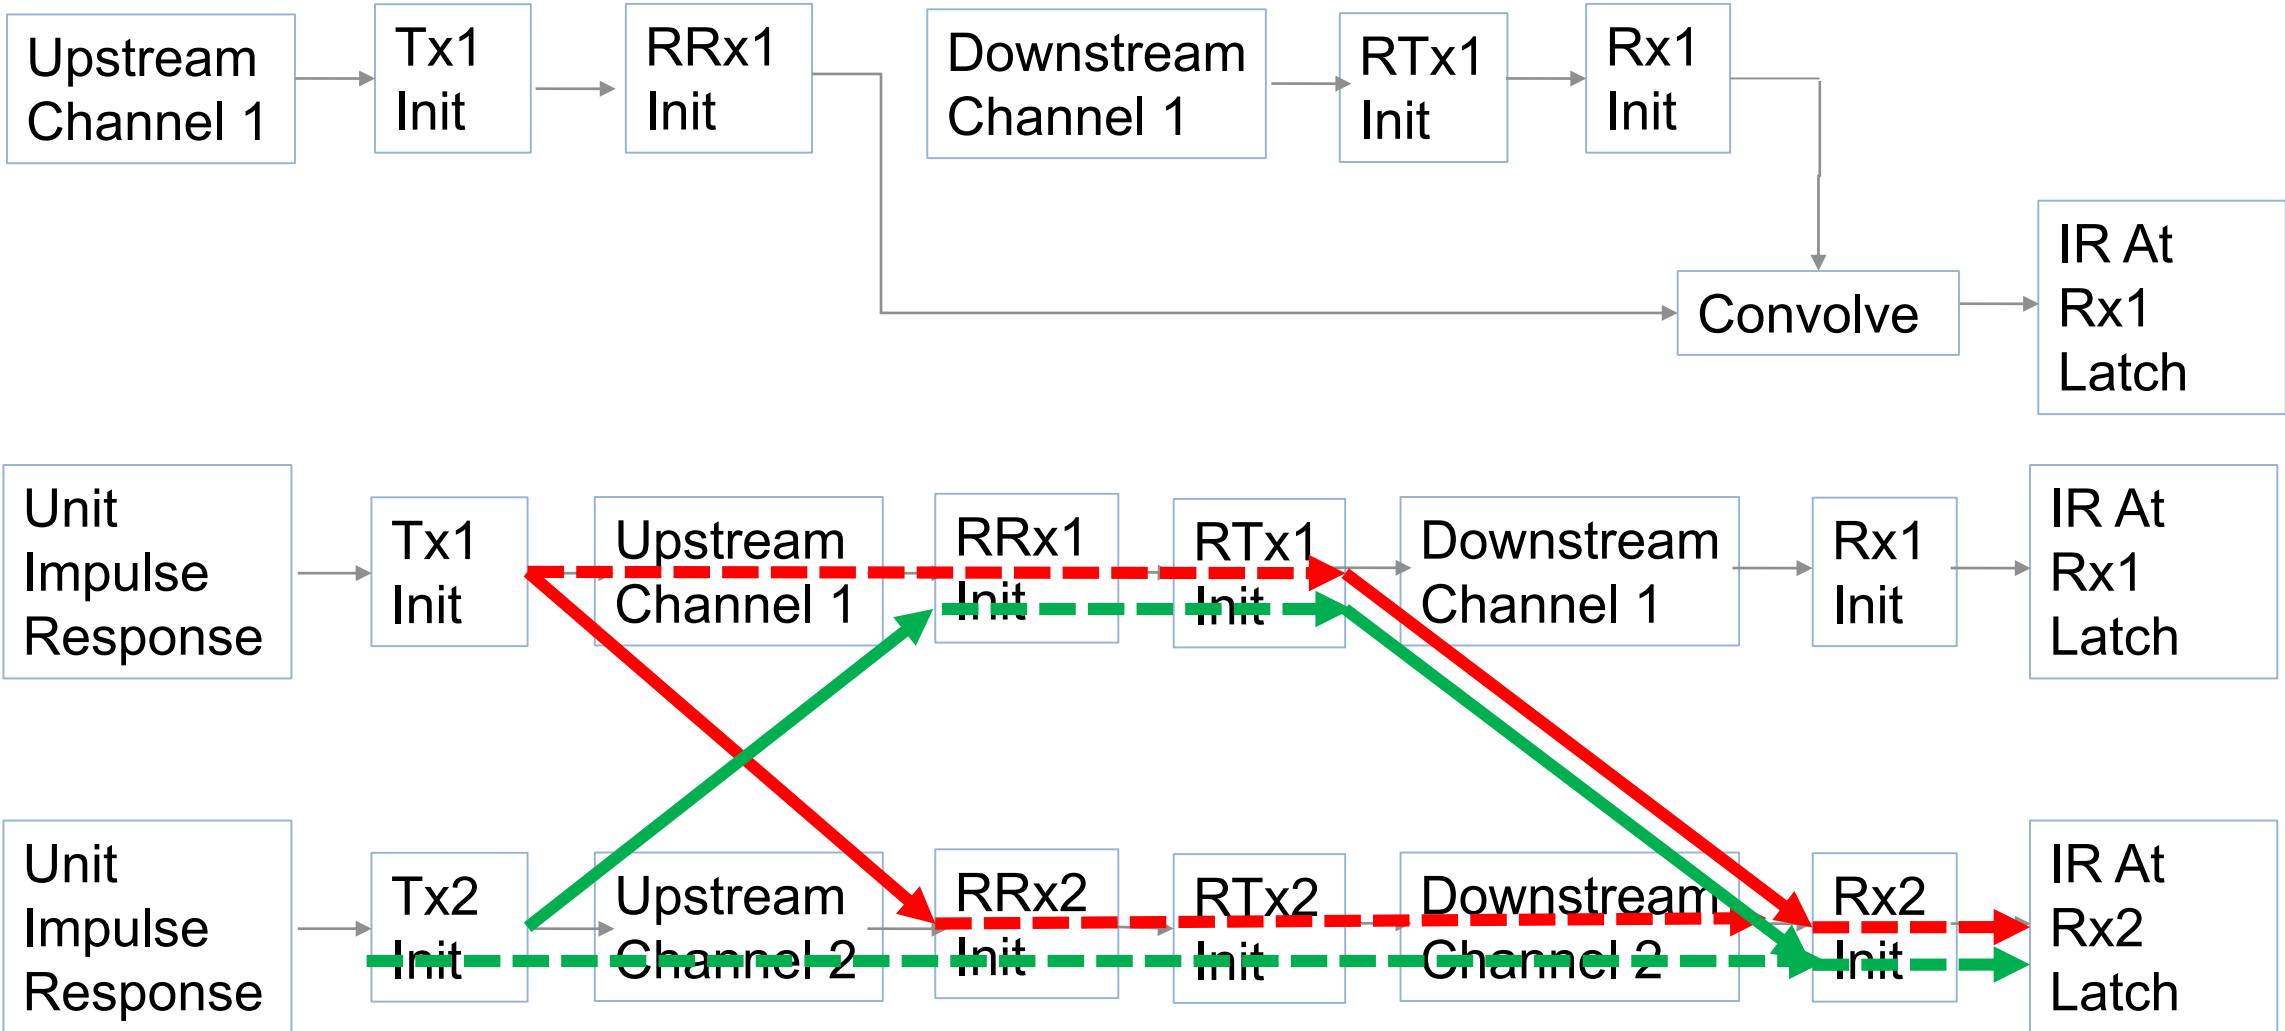 Upstream
Channel 1
Tx1
Init
RRx1
Init
Downstream
Channel 1
RTx1
Init
Rx1
Init
Convolve
IR At
Rx1
Latch
Unit
Impulse
Response
Tx1
Init
Upstream
Channel 1
RRx1
Init
RTx1
Init
Downstream
Channel 1
Rx1
Init
IR At
Rx1
Latch
Unit
Impulse
Response
Tx2
Init
Upstream
Channel 2
RRx2
Init
RTx2
Init
Downstream
Channel 2
Rx2
Init
IR At
Rx2
Latch